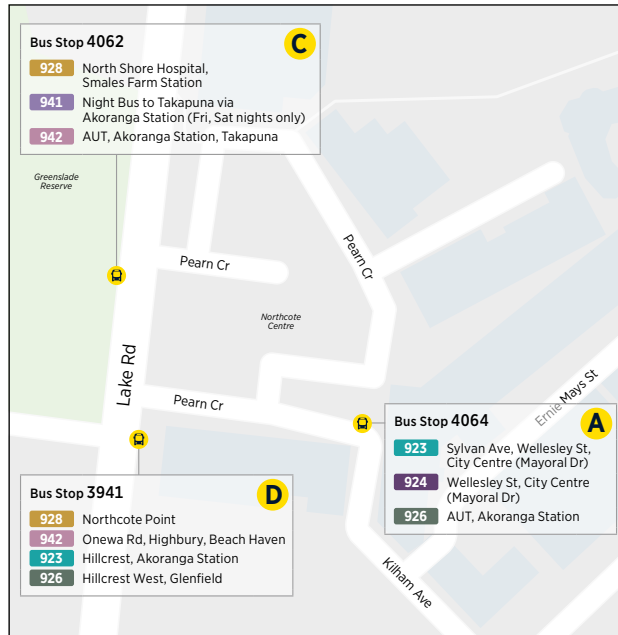 Bus Stop 4062
C
928 North Shore Hospital,
Smales Farm Station
941 Night Bus to Takapuna via
Akoranga Station (Fri, Sat nights only)
942 AUT, Akoranga Station, Takapuna
Greenslade
Reserve
Pearn Cr
Pearn Cr
Northcote
Centre
Lake Rd
Pearn Cr
Ernie Mays St
Bus Stop 4064
A
923 Sylvan Ave, Wellesley St,
City Centre (Mayoral Dr)
924 Wellesley St, City Centre
(Mayoral Dr)
926 AUT, Akoranga Station
Bus Stop 3941
D
928 Northcote Point
942 Onewa Rd, Highbury, Beach Haven
923 Hillcrest, Akoranga Station
926 Hillcrest West, Glenfield
Kilham Ave